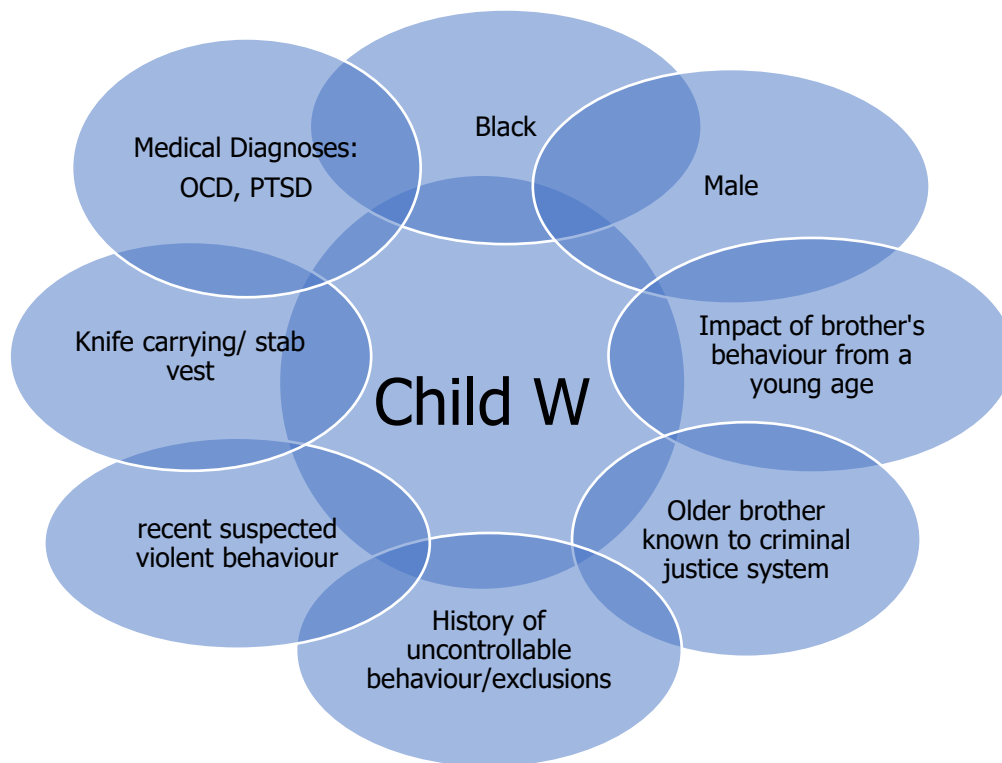 Black
Medical Diagnoses:
OCD, PTSD
Male
Knife carrying/ stab
vest
Impact of brother's
behaviour from a
young age
Child W
recent suspected
violent behaviour
Older brother
known to criminal
justice system
History of
uncontrollable
behaviour/exclusions